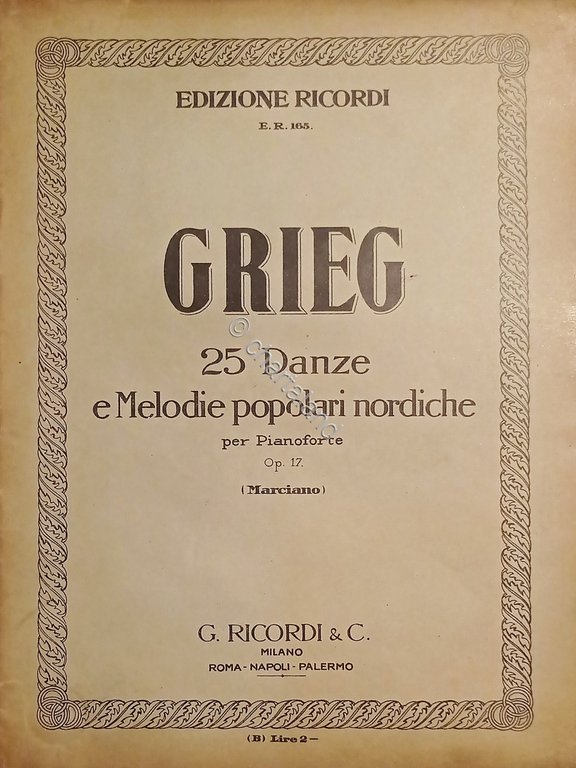 EDIZIONE RICORDI
E. R. 165.
GRIEG
25 Danze
e Melodie popolari nordiche
per Pianoforte
Op. 17.
(Marciano)
G. RICORDI & C.
MILANO
ROMA - NAPOLI - PALERMO
(B) Lire 2 -